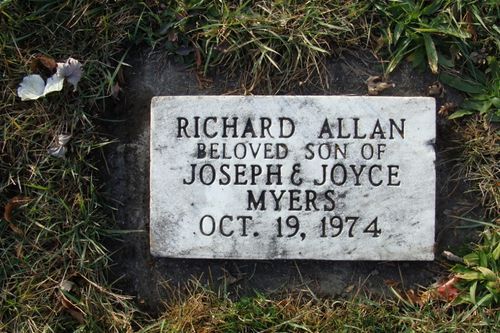 RICHARD ALLAN
BELOVED SON OF
JOSEPH & JOYCE
MYERS
OCT. 19, 1974